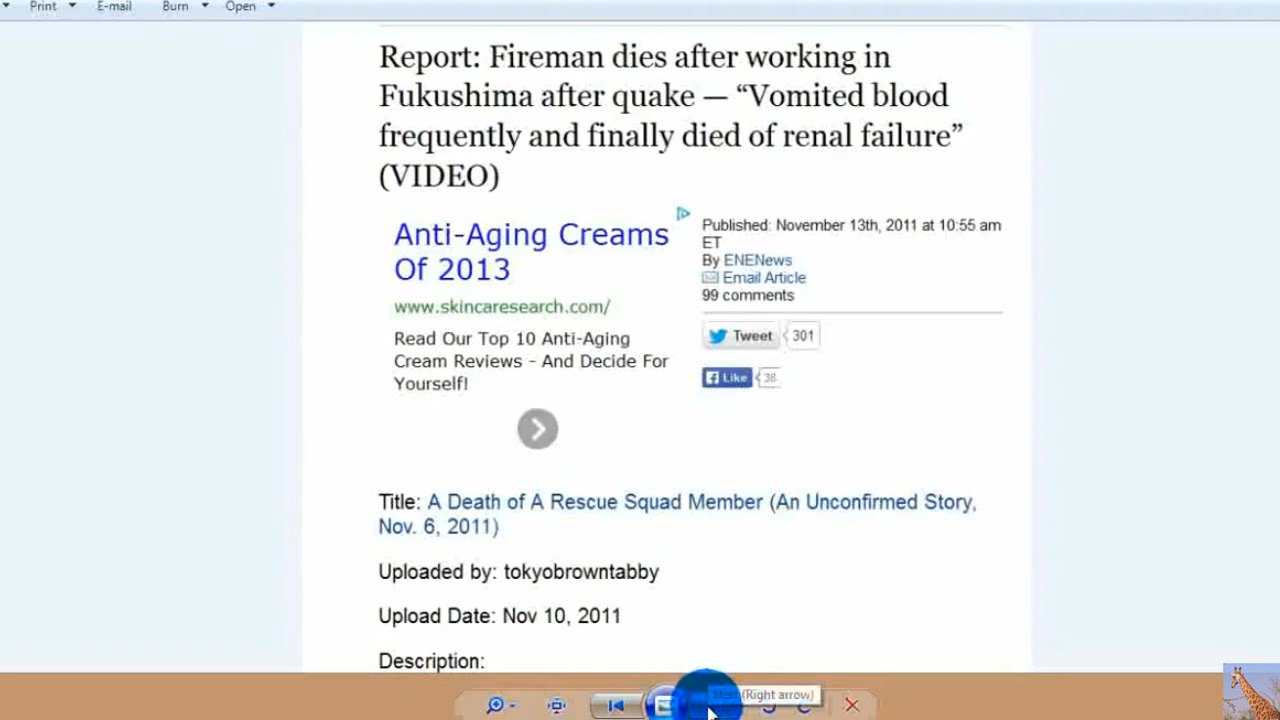 Print E-mail Burn Open
Report: Fireman dies after working in
Fukushima after quake — “Vomited blood
frequently and finally died of renal failure”
(VIDEO)
Anti-Aging Creams
Of 2013
www.skincaresearch.com/
Read Our Top 10 Anti-Aging
Cream Reviews - And Decide For
Yourself!
Published: November 13th, 2011 at 10:55 am
ET
By ENENews
Email Article
99 comments
Tweet 301
Like 38
Title: A Death of A Rescue Squad Member (An Unconfirmed Story,
Nov. 6, 2011)
Uploaded by: tokyobrowntabby
Upload Date: Nov 10, 2011
Description:
Next (Right arrow)